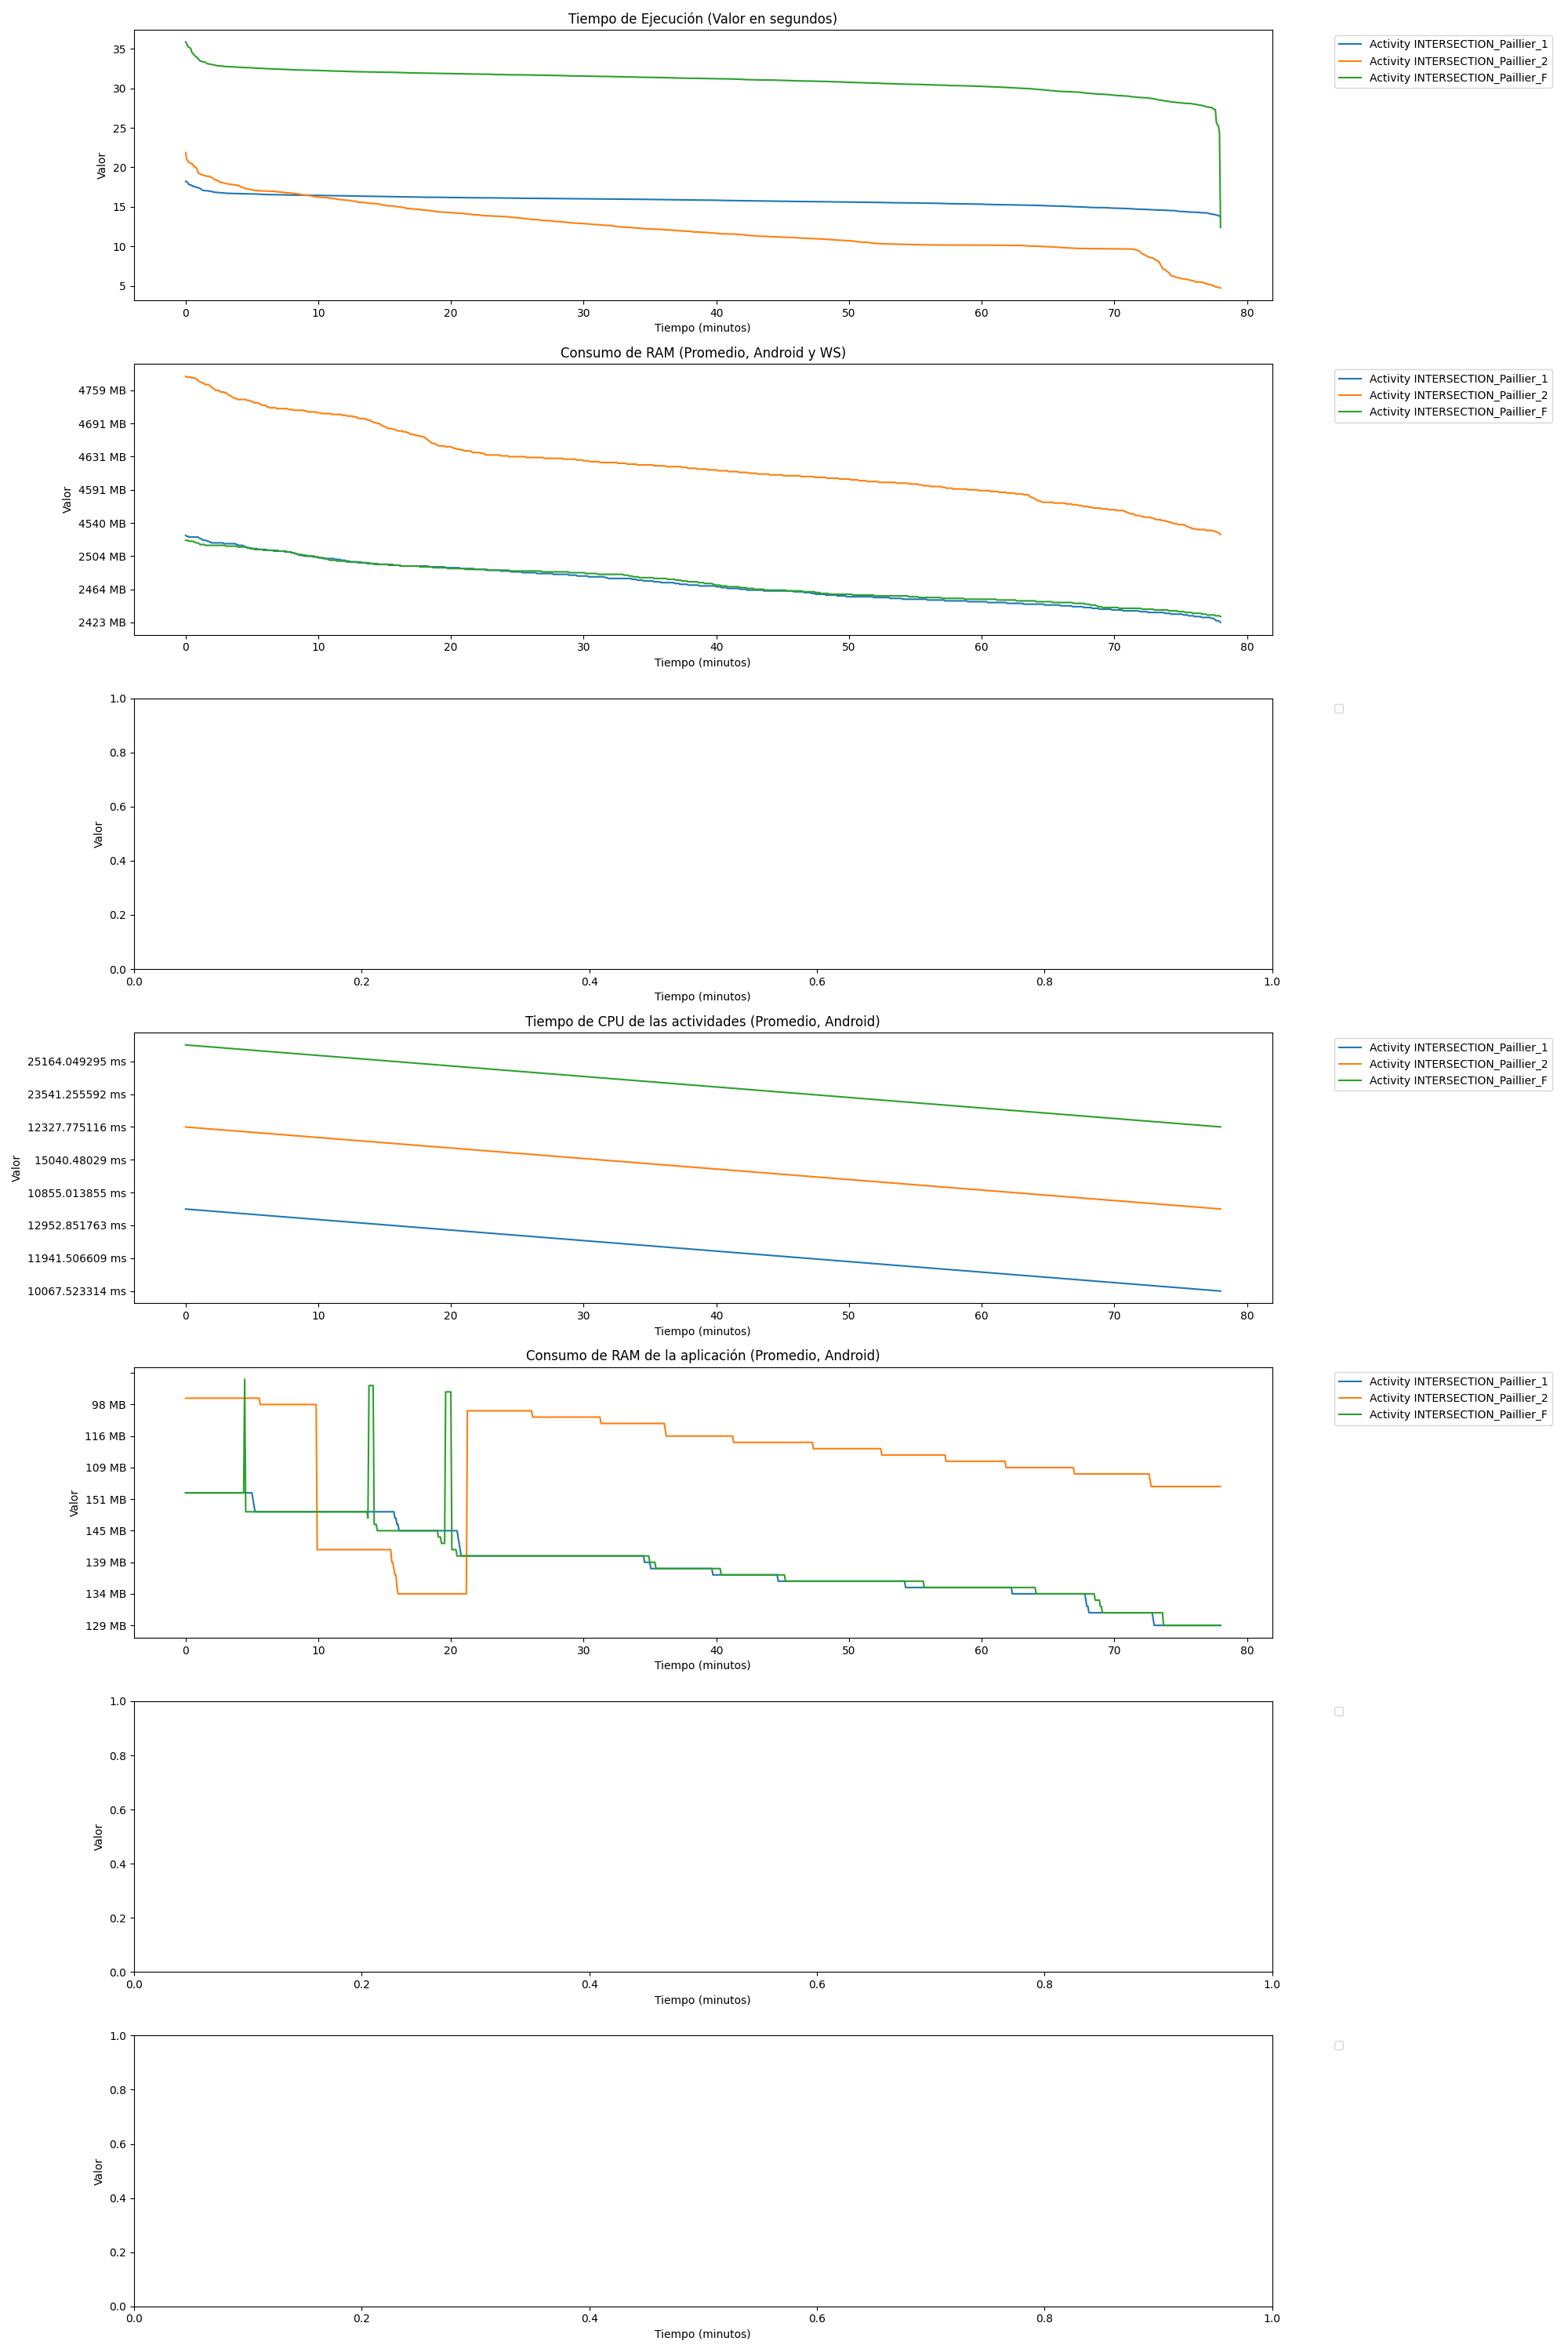 Tiempo de Ejecución (Valor en segundos)
35
30
25
20
15
10
5
Valor
0 10 20 30 40 50 60 70 80
Tiempo (minutos)
Activity INTERSECTION_Paillier_1
Activity INTERSECTION_Paillier_2
Activity INTERSECTION_Paillier_F
Consumo de RAM (Promedio, Android y WS)
4759 MB
4691 MB
4631 MB
4591 MB
4540 MB
2504 MB
2464 MB
2423 MB
Valor
0 10 20 30 40 50 60 70 80
Tiempo (minutos)
Activity INTERSECTION_Paillier_1
Activity INTERSECTION_Paillier_2
Activity INTERSECTION_Paillier_F
1.0
0.8
0.6
0.4
0.2
0.0
Valor
0.0 0.2 0.4 0.6 0.8 1.0
Tiempo (minutos)
Tiempo de CPU de las actividades (Promedio, Android)
25164.049295 ms
23541.255592 ms
12327.775116 ms
15040.48029 ms
10855.013855 ms
12952.851763 ms
11941.506609 ms
10067.523314 ms
Valor
0 10 20 30 40 50 60 70 80
Tiempo (minutos)
Activity INTERSECTION_Paillier_1
Activity INTERSECTION_Paillier_2
Activity INTERSECTION_Paillier_F
Consumo de RAM de la aplicación (Promedio, Android)
98 MB
116 MB
109 MB
151 MB
145 MB
139 MB
134 MB
129 MB
Valor
0 10 20 30 40 50 60 70 80
Tiempo (minutos)
Activity INTERSECTION_Paillier_1
Activity INTERSECTION_Paillier_2
Activity INTERSECTION_Paillier_F
1.0
0.8
0.6
0.4
0.2
0.0
Valor
0.0 0.2 0.4 0.6 0.8 1.0
Tiempo (minutos)
1.0
0.8
0.6
0.4
0.2
0.0
Valor
0.0 0.2 0.4 0.6 0.8 1.0
Tiempo (minutos)